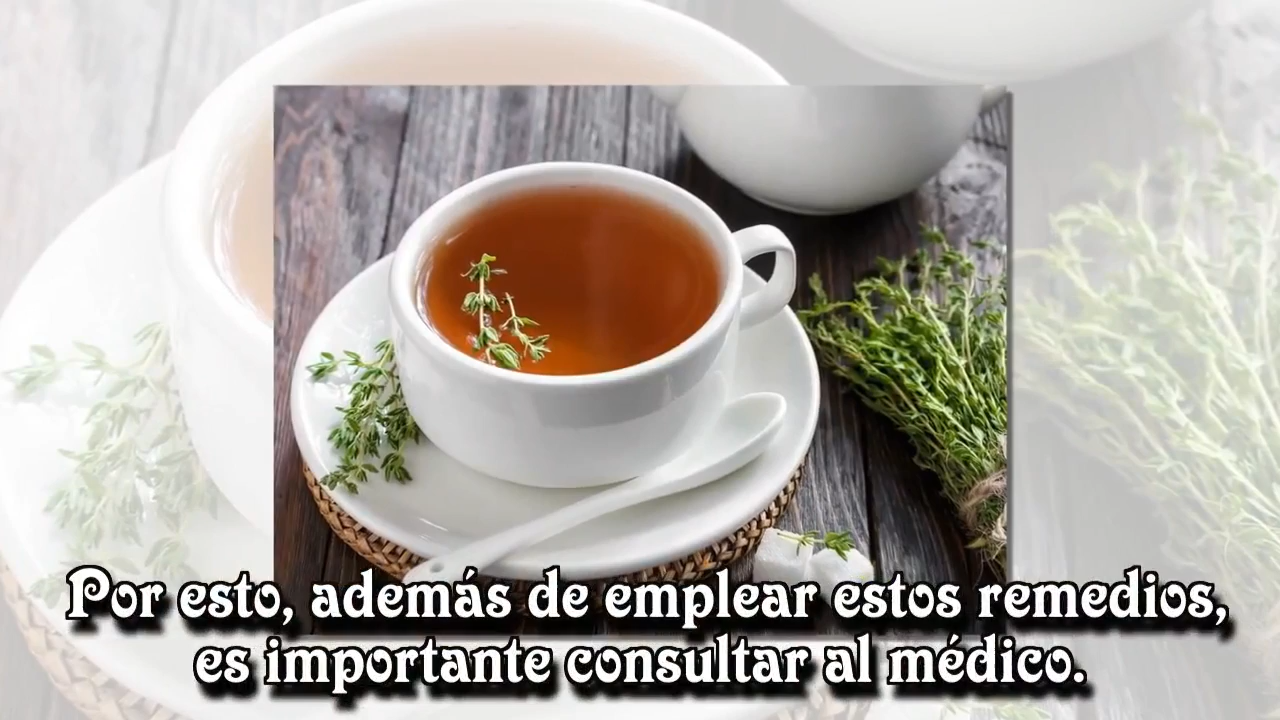 Por esto, además de emplear estos remedios,
es importante consultar al médico.